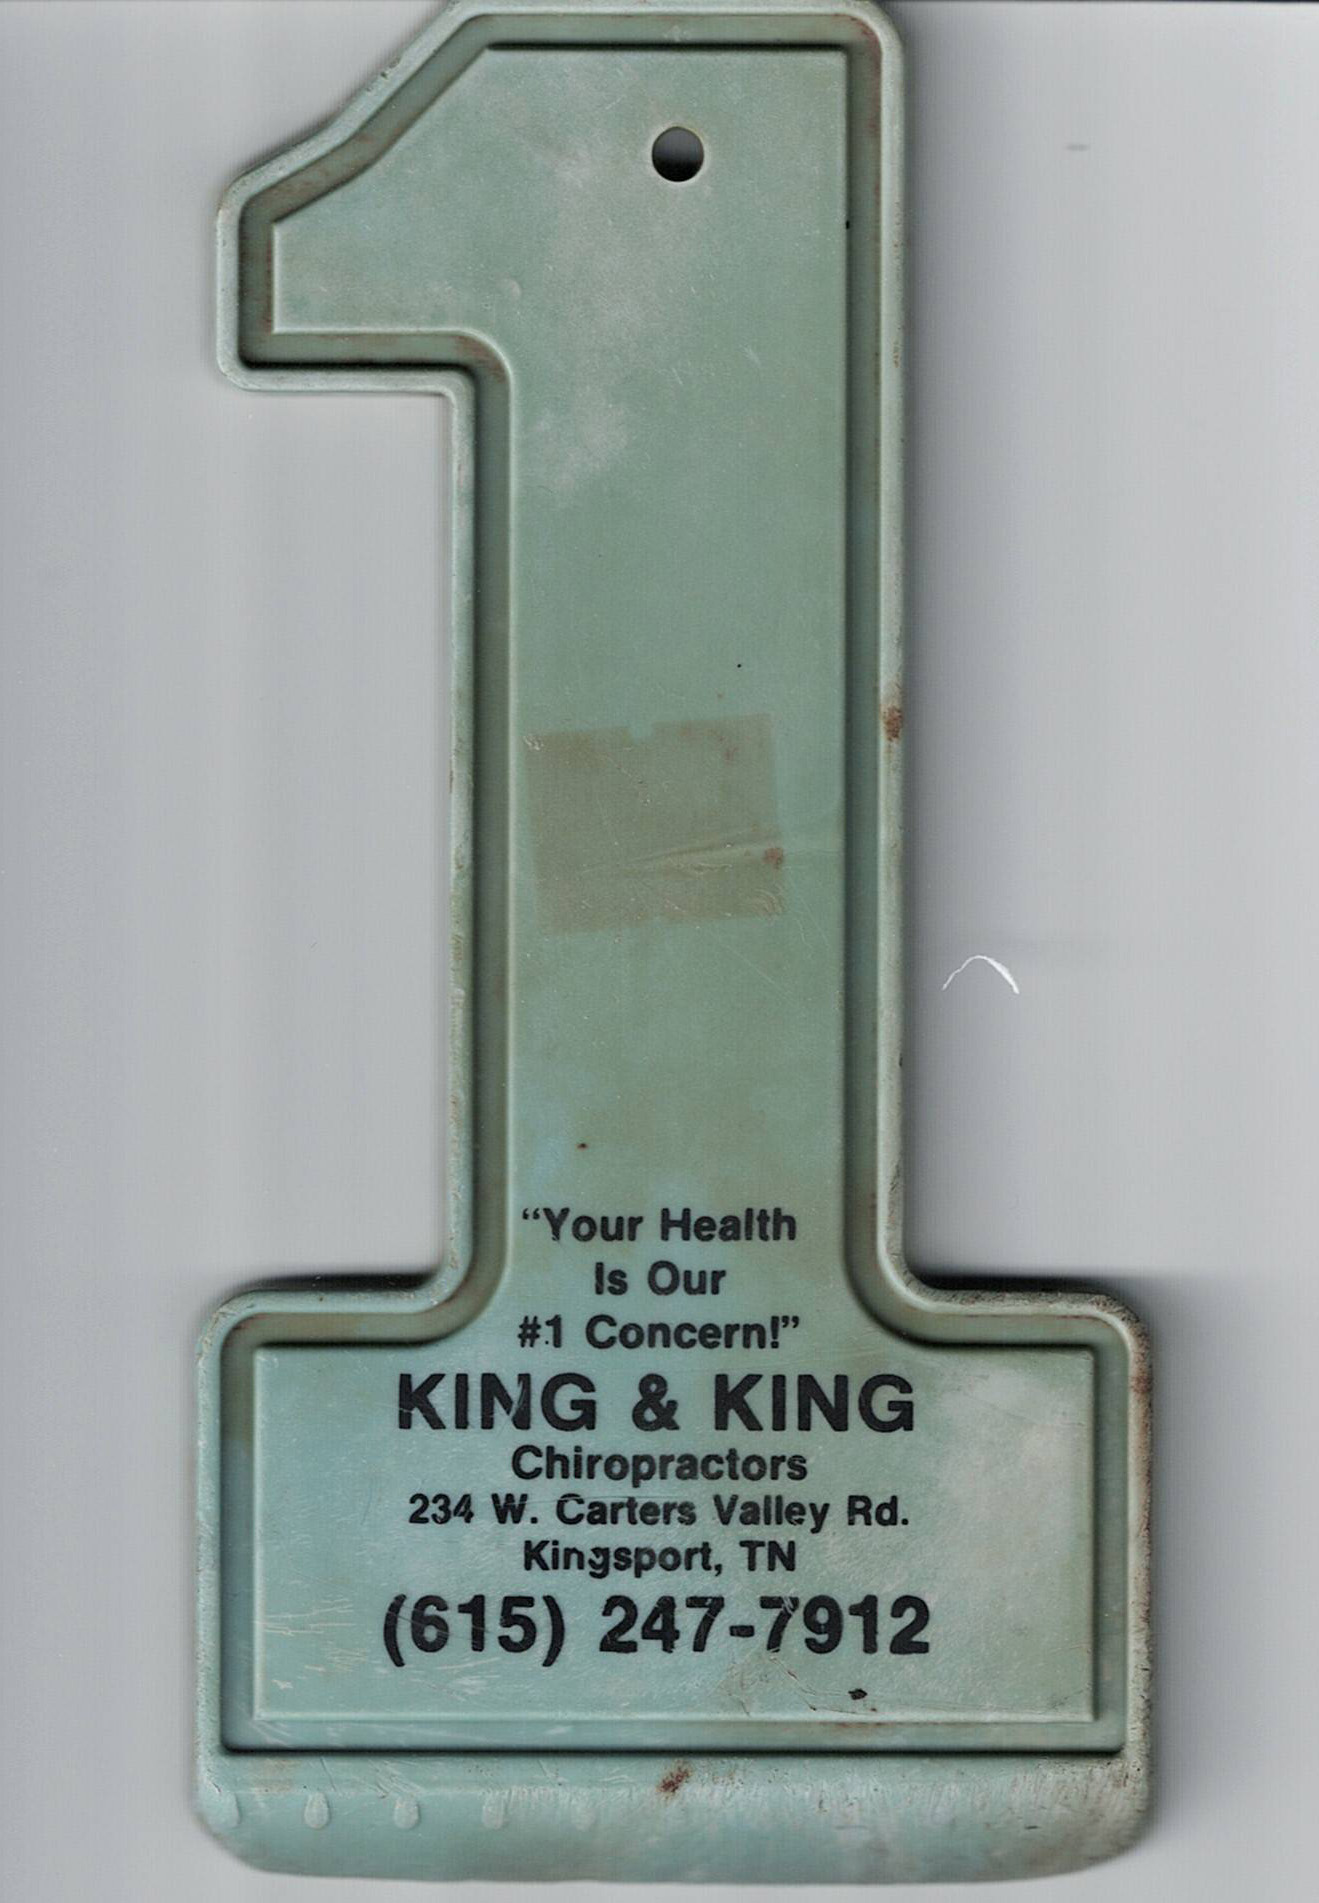 “Your Health
Is Our
#1 Concern!”
KING & KING
Chiropractors
234 W. Carters Valley Rd.
Kingsport, TN
(615) 247-7912